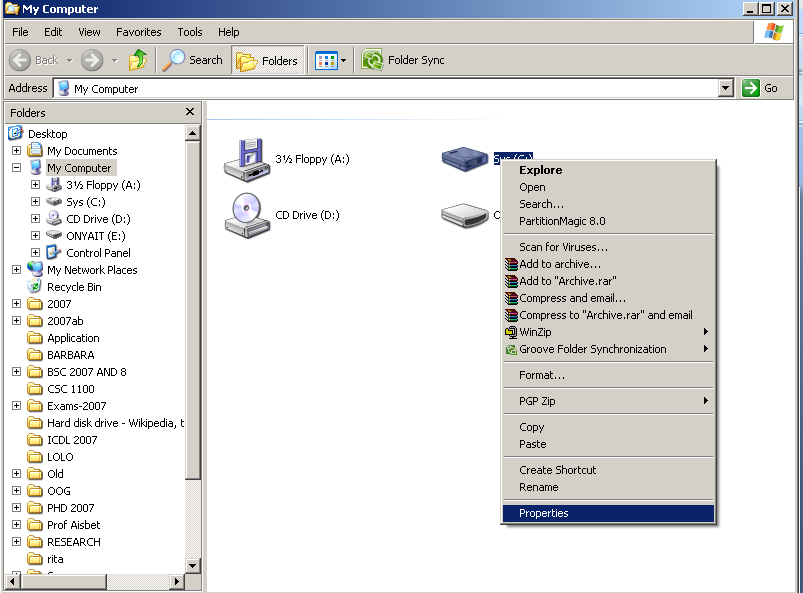 My Computer
File Edit View Favorites Tools Help
Back Search Folders Folder Sync
Address My Computer Go
Folders
Desktop
My Documents
My Computer
3½ Floppy (A:)
Sys (C:)
CD Drive (D:)
ONYAIT (E:)
Control Panel
My Network Places
Recycle Bin
2007
2007ab
Application
BARBARA
BSC 2007 AND 8
CSC 1100
Exams-2007
Hard disk drive - Wikipedia, t
ICDL 2007
LOLO
Old
OOG
PHD 2007
Prof Aisbet
RESEARCH
rita
3½ Floppy (A:)
Sys (C:)
CD Drive (D:)
Explore
Open
Search...
PartitionMagic 8.0
Scan for Viruses...
Add to archive...
Add to "Archive.rar"
Compress and email...
Compress to "Archive.rar" and email
WinZip
Groove Folder Synchronization
Format...
PGP Zip
Copy
Paste
Create Shortcut
Rename
Properties